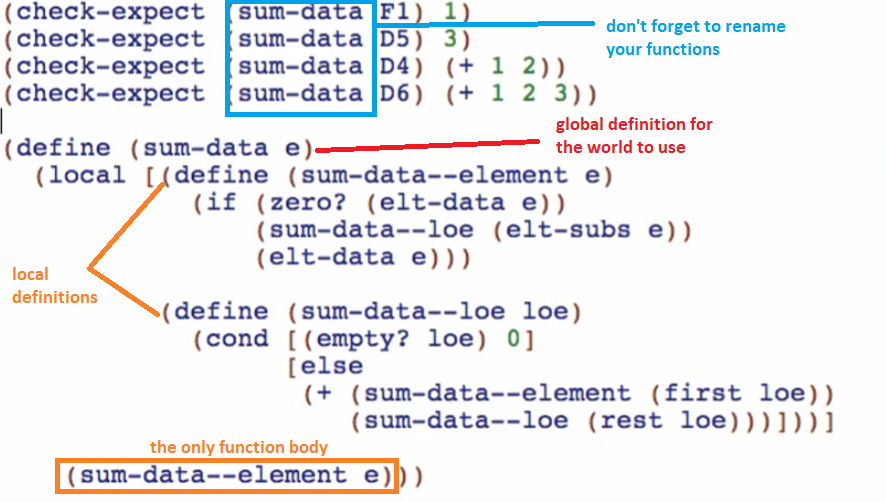 (check-expect (sum-data F1) 1)
(check-expect (sum-data D5) 3)
(check-expect (sum-data D4) (+ 1 2))
(check-expect (sum-data D6) (+ 1 2 3))
don't forget to rename
your functions
global definition for
the world to use
(define (sum-data e)
(local [(define (sum-data--element e)
(if (zero? (elt-data e))
(sum-data--loe (elt-subs e))
(elt-data e)))
local
definitions
(define (sum-data--loe loe)
(cond [(empty? loe) 0]
[else
(+ (sum-data--element (first loe))
(sum-data--loe (rest loe)))]))]
the only function body
(sum-data--element e)))